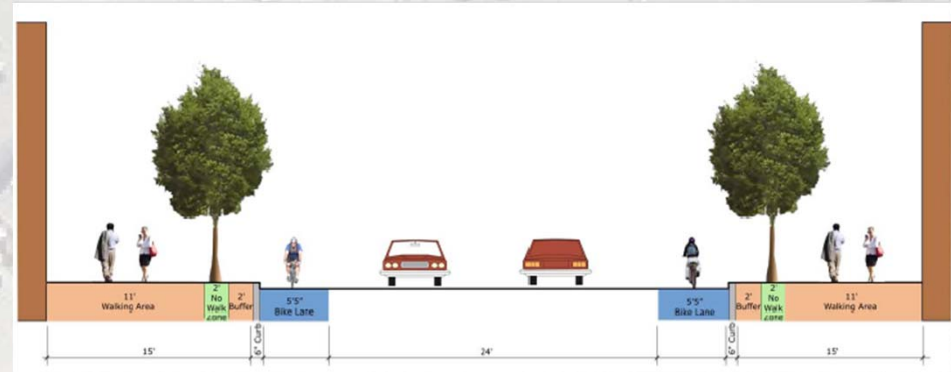 11'
Walking Area
2'
No
Walk
Zone
2'
Buffer
6" Curb
5'5"
Bike Lane
5'5"
Bike Lane
6" Curb
2'
Buffer
2'
No
Walk
Zone
11'
Walking Area
15'
24'
15'